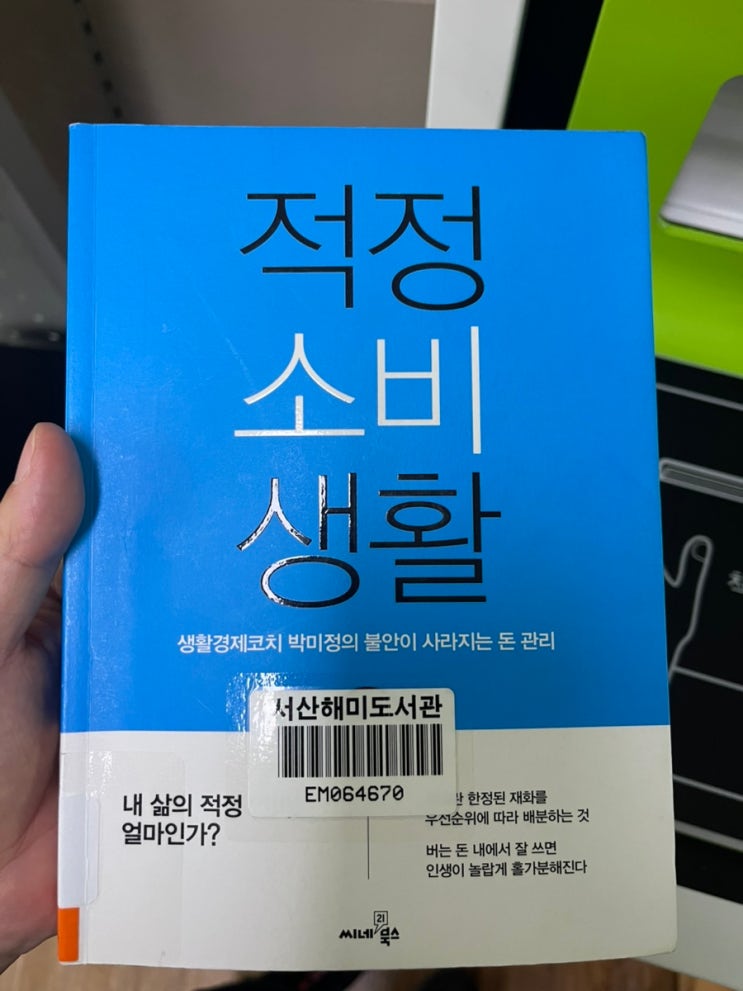 적정
소비
생활
생활경제코치 박미정의 불안이 사라지는 돈 관리
서산해미도서관
EM064670
내 삶의 적정
얼마인가?
한정된 재화를
우선순위에 따라 배분하는 것
버는 돈 내에서 잘 쓰면
인생이 놀랍게 홀가분해진다
씨네21북스